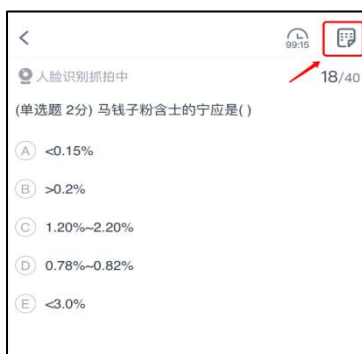 99:15
人脸识别抓拍中
18/40
(单选题 2分) 马钱子粉含士的宁应是( )
A <0.15%
B >0.2%
C 1.20%~2.20%
D 0.78%~0.82%
E <3.0%